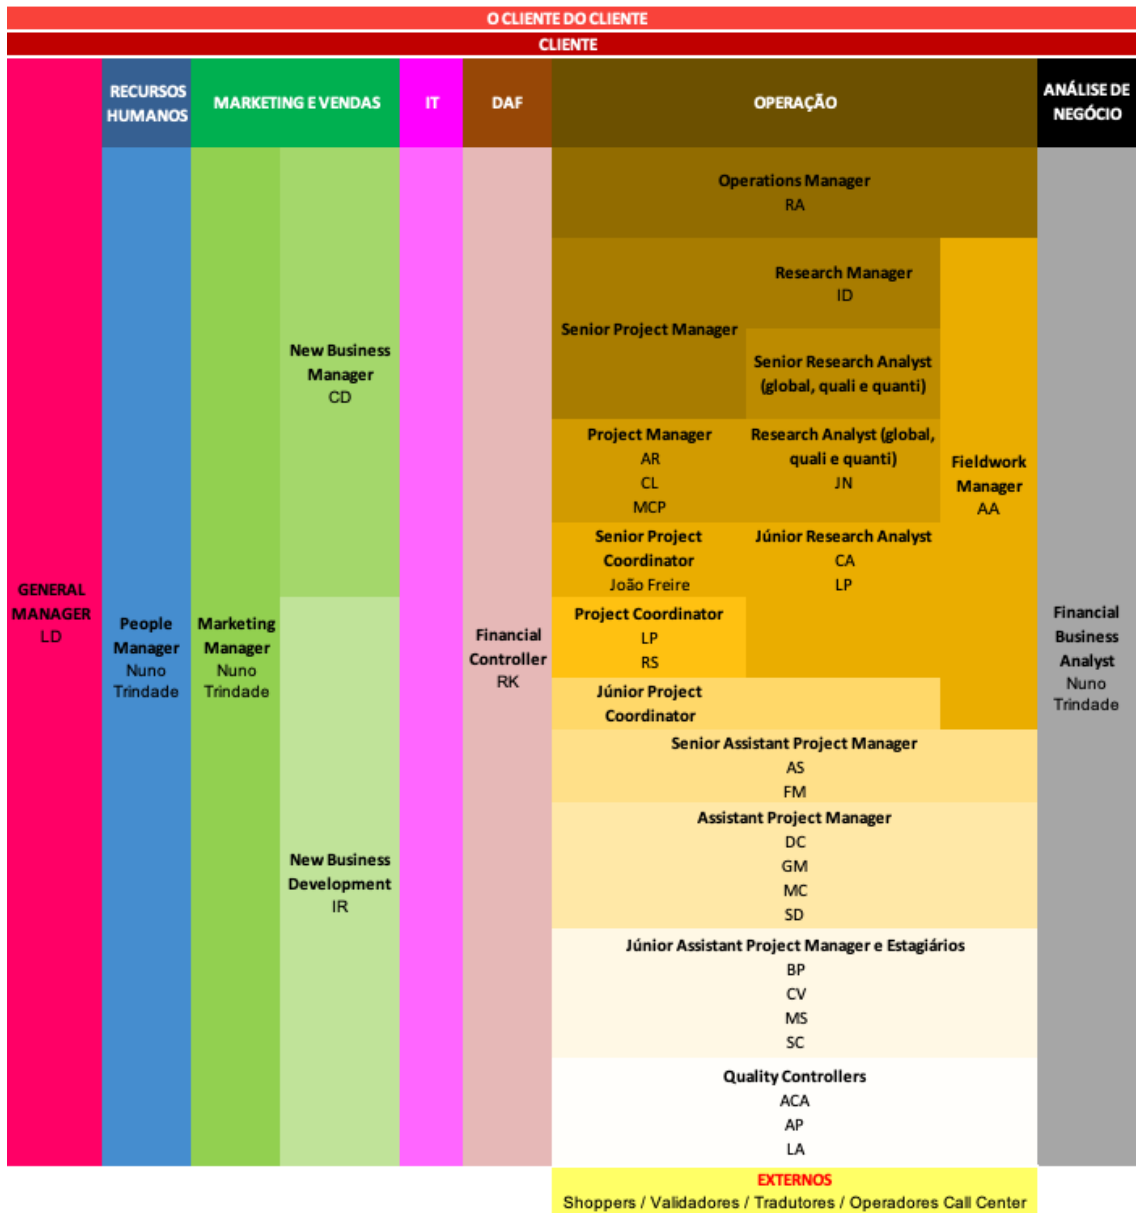 O CLIENTE DO CLIENTE
CLIENTE
RECURSOS
HUMANOS
MARKETING E VENDAS
IT
DAF
OPERAÇÃO
ANÁLISE DE
NEGÓCIO
GENERAL
MANAGER
LD
People
Manager
Nuno
Trindade
Marketing
Manager
Nuno
Trindade
New Business
Manager
CD
New Business
Development
IR
Financial
Controller
RK
Operations Manager
RA
Senior Project Manager
Research Manager
ID
Senior Research Analyst
(global, quali e quanti)
Project Manager
AR
CL
MCP
Research Analyst (global,
quali e quanti)
JN
Fieldwork
Manager
AA
Senior Project
Coordinator
João Freire
Júnior Research Analyst
CA
LP
Project Coordinator
LP
RS
Júnior Project
Coordinator
Senior Assistant Project Manager
AS
FM
Assistant Project Manager
DC
GM
MC
SD
Júnior Assistant Project Manager e Estagiários
BP
CV
MS
SC
Quality Controllers
ACA
AP
LA
Financial
Business
Analyst
Nuno
Trindade
EXTERNOS
Shoppers / Validadores / Tradutores / Operadores Call Center